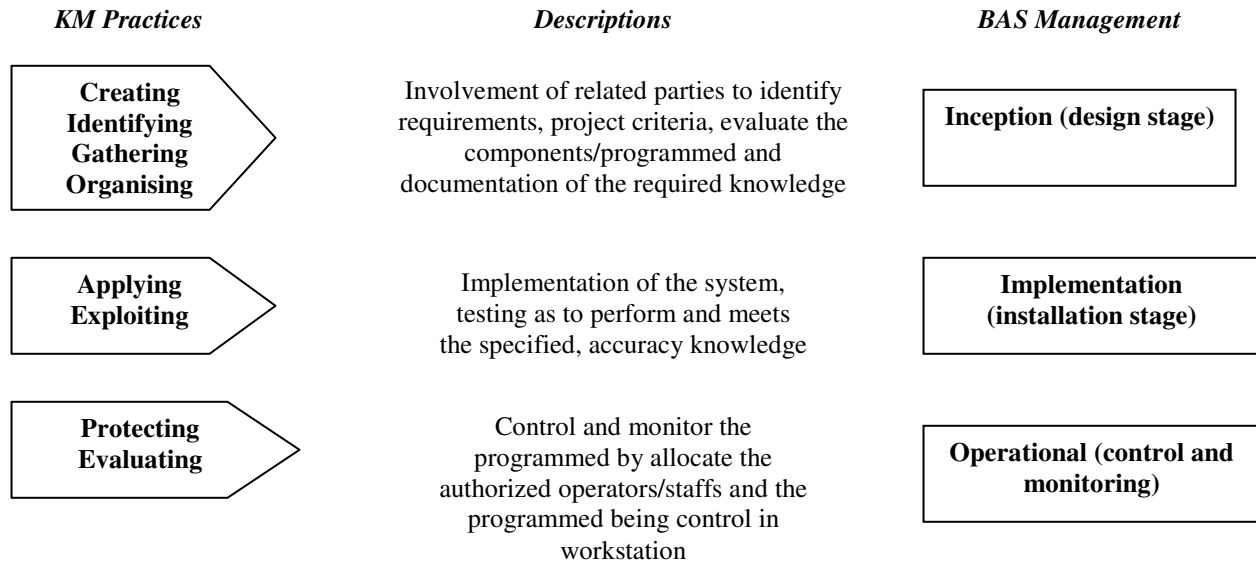 KM Practices
Descriptions
BAS Management
Creating
Identifying
Gathering
Organising
Involvement of related parties to identify
requirements, project criteria, evaluate the
components/programmed and
documentation of the required knowledge
Inception (design stage)
Applying
Exploiting
Implementation of the system,
testing as to perform and meets
the specified, accuracy knowledge
Implementation
(installation stage)
Protecting
Evaluating
Control and monitor the
programmed by allocate the
authorized operators/staffs and the
programmed being control in
workstation
Operational (control and
monitoring)